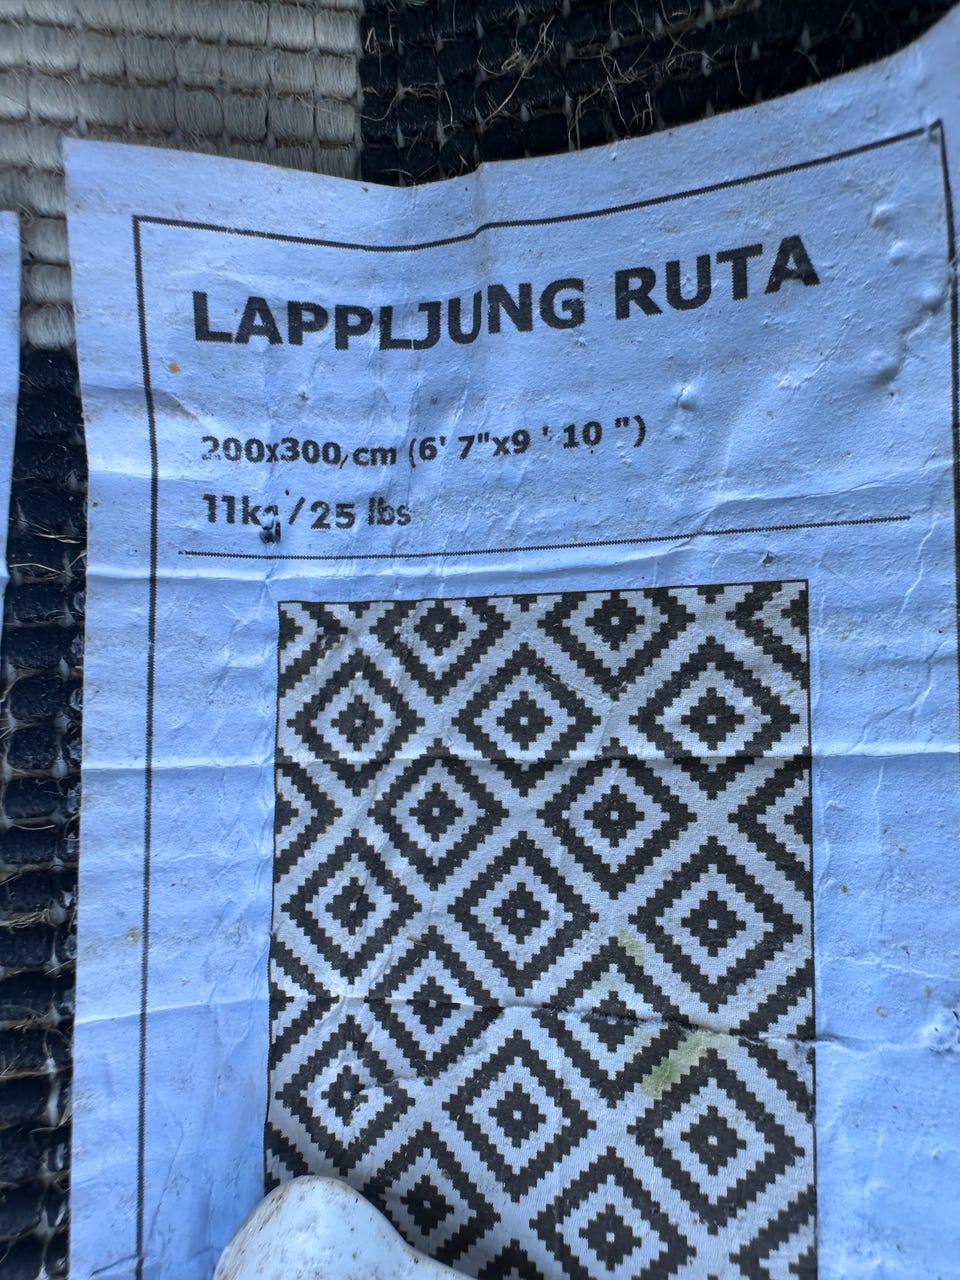 LAPPLJUNG RUTA
200x300 cm (6' 7"x9 ' 10 ")
11kg/25 lbs